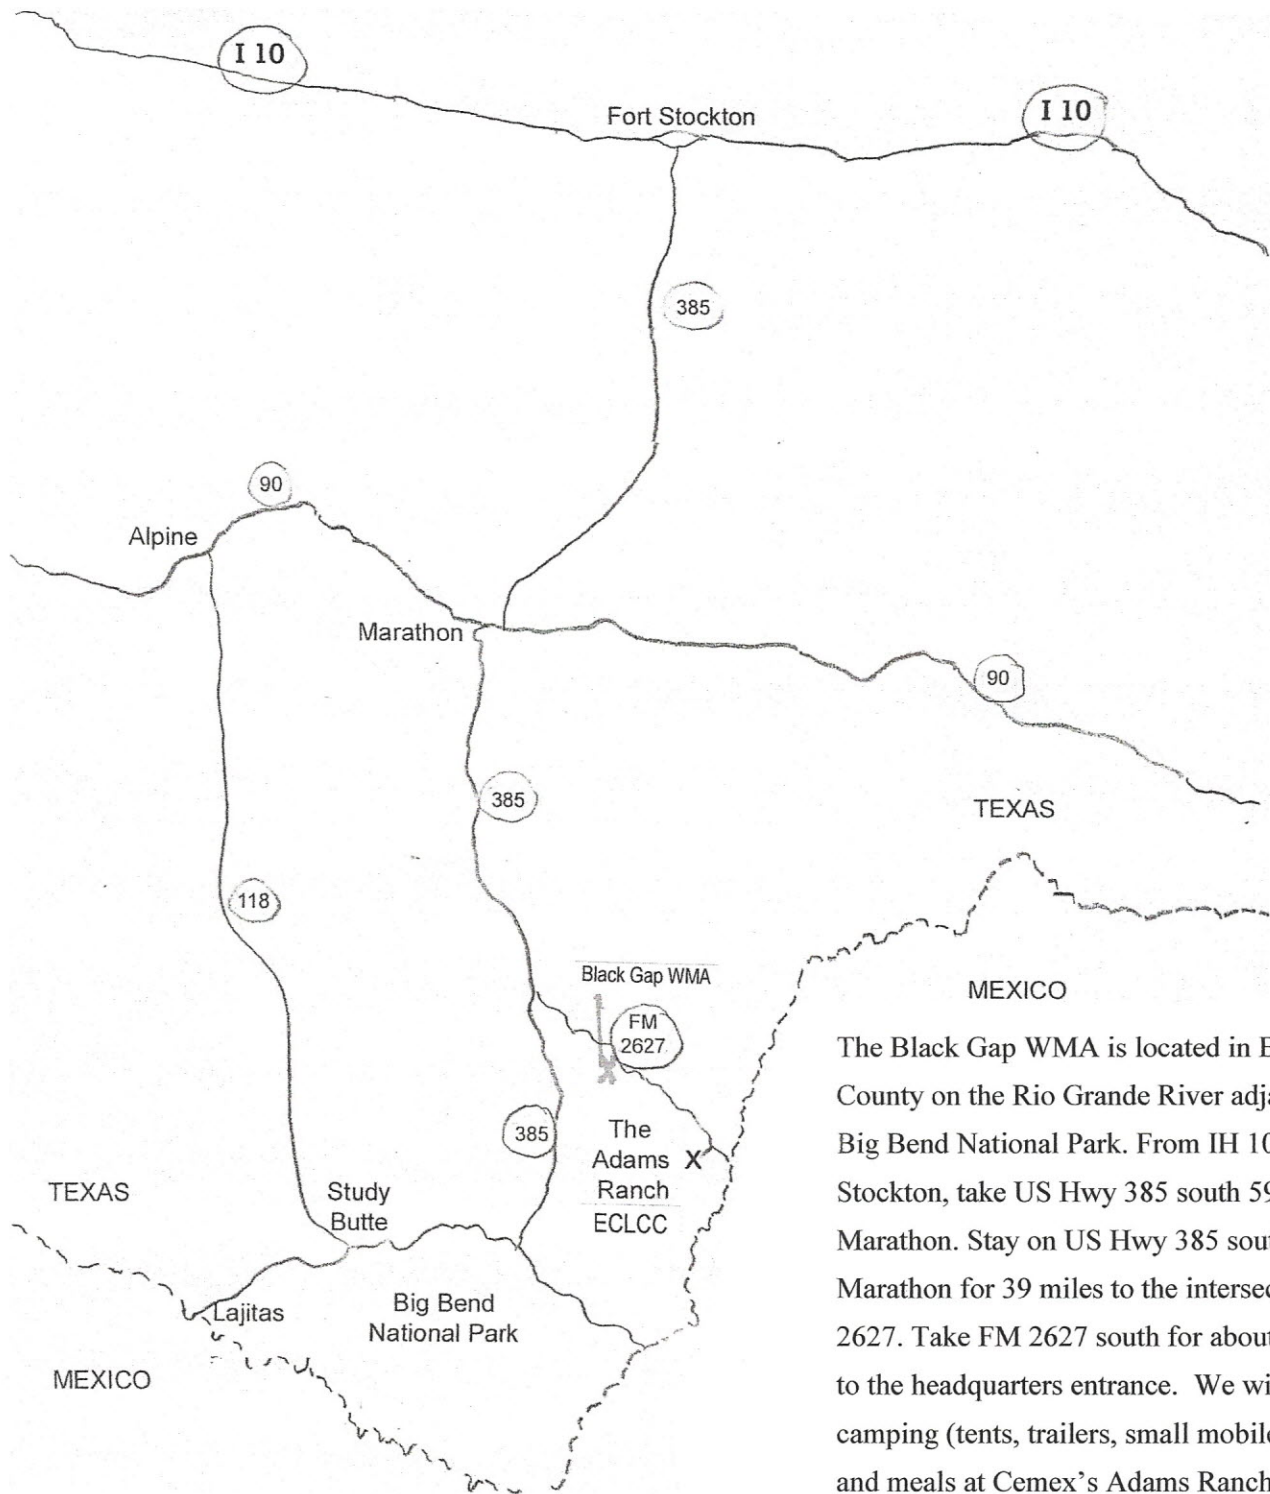 I 10
Fort Stockton
I 10
385
90
Alpine
Marathon
90
385
TEXAS
118
Black Gap WMA
MEXICO
FM
2627
The Black Gap WMA is located in
County on the Rio Grande River
Big Bend National Park. From IH 10
Stockton, take US Hwy 385 south 59
Marathon. Stay on US Hwy 385
Marathon for 39 miles to the
2627. Take FM 2627 south for about
to the headquarters entrance. We
camping (tents, trailers, small
and meals at Cemex's Adams Ranch
385
The
Adams X
Ranch
ECLCC
TEXAS
Study
Butte
Lajitas
Big Bend
National Park
MEXICO